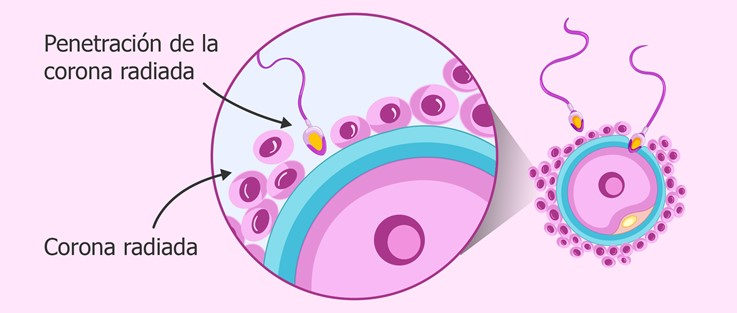 Penetración de la
corona radiada
Corona radiada